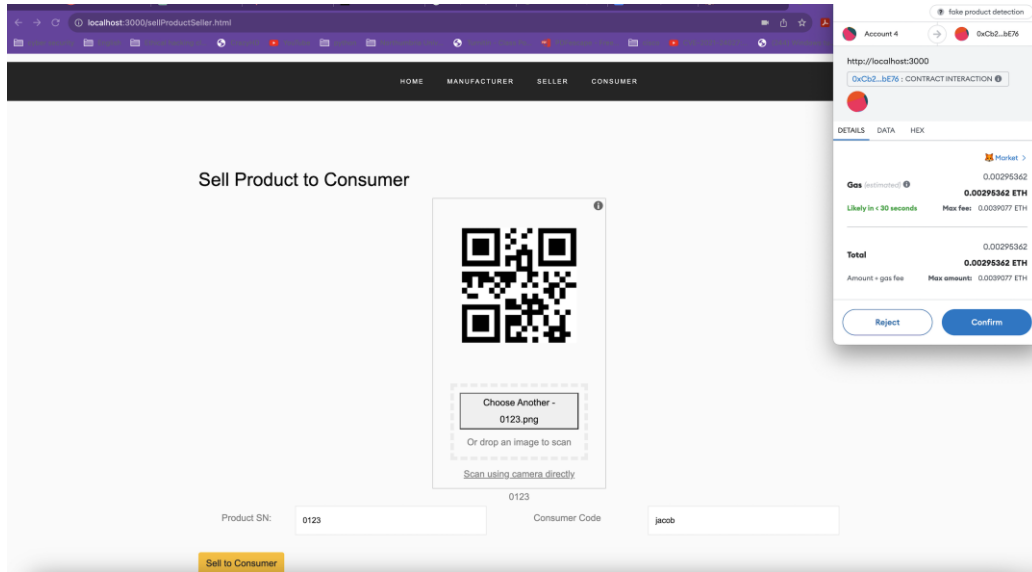 localhost:3000/sellProductSeller.html
HOME MANUFACTURER SELLER CONSUMER
Sell Product to Consumer
Choose Another -
0123.png
Or drop an image to scan
Scan using camera directly
0123
Product SN: 0123 Consumer Code jacob
Sell to Consumer
fake product detection
Account 4 0xCb2...bE76
http://localhost:3000
0xCb2...bE76 : CONTRACT INTERACTION
DETAILS DATA HEX
Market >
Gas (estimated) 0.00295362
0.00295362 ETH
Likely in < 30 seconds Max fee: 0.0039077 ETH
Total 0.00295362
0.00295362 ETH
Amount + gas fee Max amount: 0.0039077 ETH
Reject Confirm